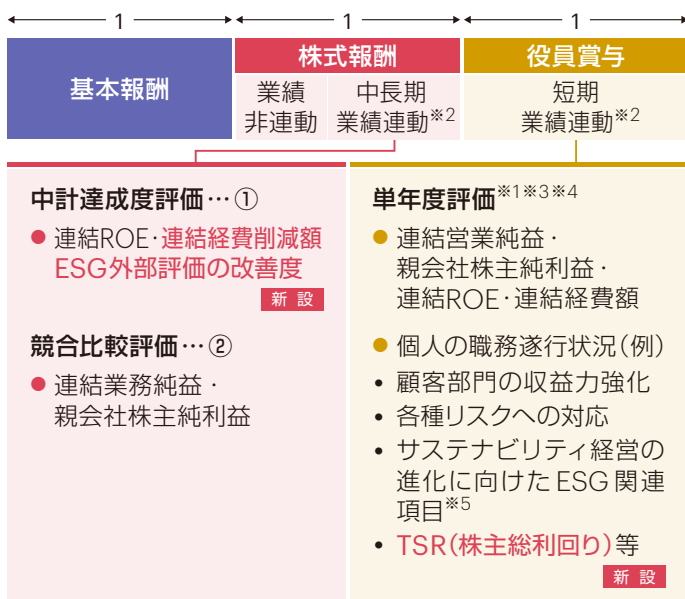 1 1 1
基本報酬
株式報酬
業績
非連動
中長期
業績連動※2
役員賞与
短期
業績連動※2
中計達成度評価…①
● 連結ROE・連結経費削減額
ESG外部評価の改善度
新設
競合比較評価…②
● 連結業務純益・
親会社株主純利益
単年度評価※1※3※4
● 連結営業純益・
親会社株主純利益・
連結ROE・連結経費額
● 個人の職務遂行状況(例)
• 顧客部門の収益力強化
• 各種リスクへの対応
• サステナビリティ経営の
進化に向けたESG関連
項目※5
• TSR(株主総利回り)等
新設